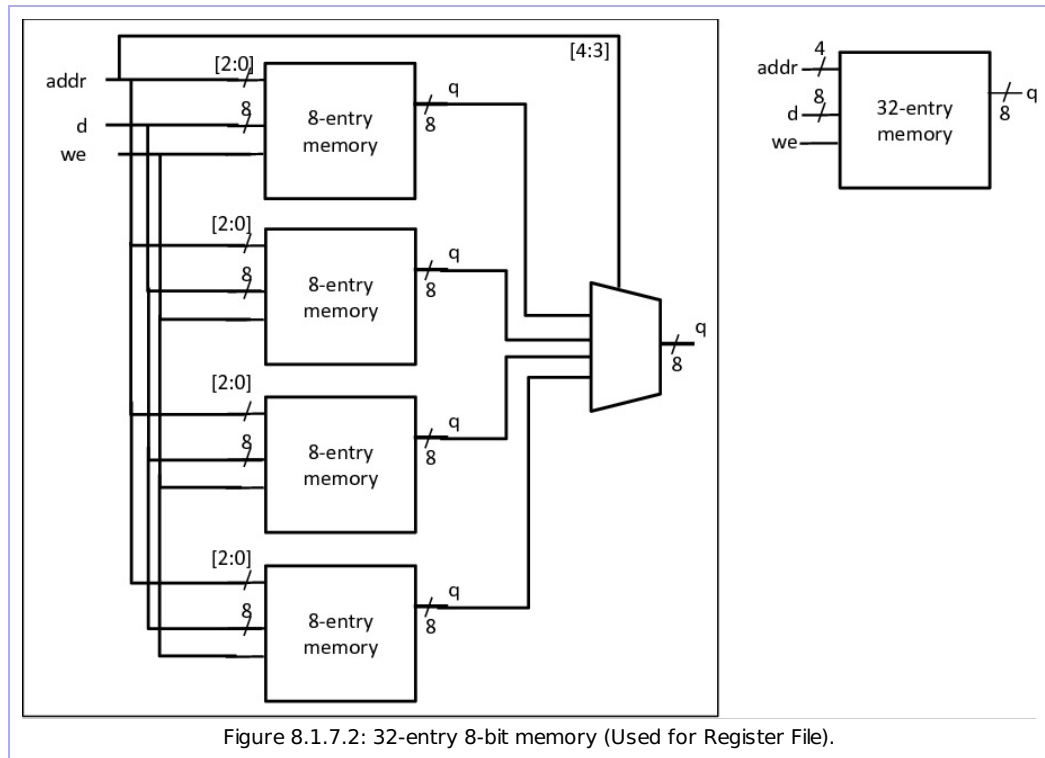 addr
d
we
[2:0]
8
8-entry
memory
q
8
[4:3]
[2:0]
8
8-entry
memory
q
8
[2:0]
8
8-entry
memory
q
8
[2:0]
8
8-entry
memory
q
8
q
8
4
addr
8
d
we
32-entry
memory
q
8
Figure 8.1.7.2: 32-entry 8-bit memory (Used for Register File).